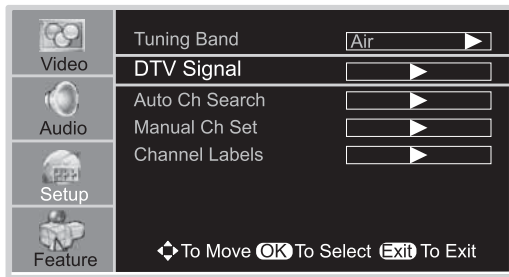 Video
Audio
Setup
Feature
Tuning Band Air
DTV Signal
Auto Ch Search
Manual Ch Set
Channel Labels
To Move OK To Select Exit To Exit